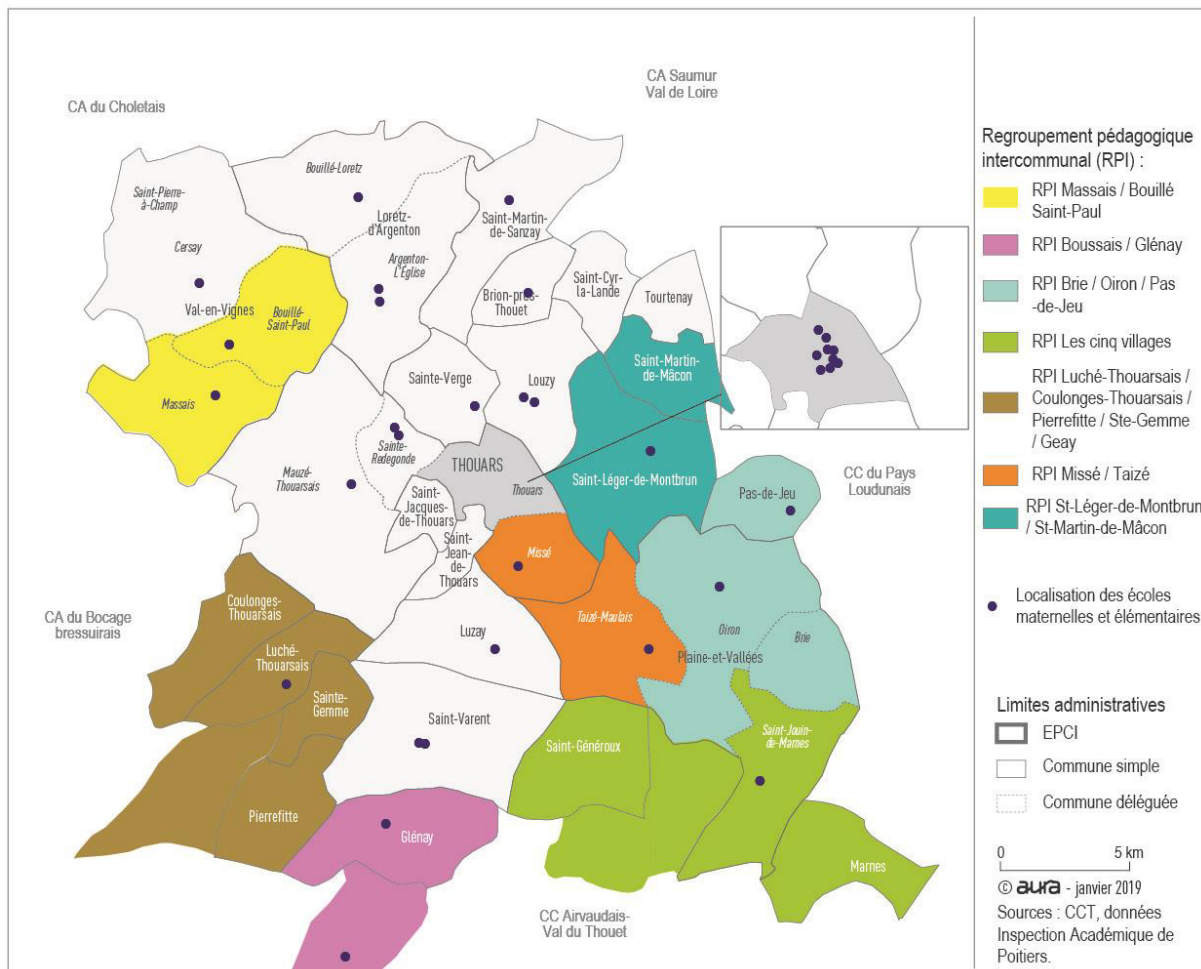 CA Saumur
Val de Loire
CA du Choletais
Bouillé-Loretz
Saint-Pierre-
à-Champ
Loretz-
d'Argenton
Saint-Martin-
de-Sanzay
Cersay
Argenton-
L'Église
Saint-Cyr-
la-Lande
Brion-près-
Thouet
Tourtenay
Val-en-Vignes
Bouillé-
Saint-Paul
Saint-Martin-
de-Mâcon
Sainte-Verge
Louzy
Massais
Sainte-
Redegonde
THOUARS
Mauzé-
Thouarsais
Thouars
Saint-Léger-de-Montbrun
CC du Pays
Loudunais
Pas-de-Jeu
Saint-
Jacques-
de-Thouars
Saint-
Jean-
de-
Thouars
Missé
CA du Bocage
bressuirais
Coulonges-
Thouarsais
Taizé-Maulais
Luzay
Oiron
Brie
Luché-
Thouarsais
Plaine-et-Vallées
Sainte-
Gemme
Saint-Varent
Saint-Généroux
Saint-Jouin-
de-Marnes
Pierrefitte
Glénay
Marnes
CC Airvaudais-
Val du Thouet
Regroupement pédagogique
intercommunal (RPI) :
RPI Massais / Bouillé
Saint-Paul
RPI Boussais / Glénay
RPI Brie / Oiron / Pas
-de-Jeu
RPI Les cinq villages
RPI Luché-Thouarsais /
Coulonges-Thouarsais /
Pierrefitte / Ste-Gemme
/ Geay
RPI Missé / Taizé
RPI St-Léger-de-Montbrun
/ St-Martin-de-Mâcon
Localisation des écoles
maternelles et élémentaires
Limites administratives
EPCI
Commune simple
Commune déléguée
0 5 km
© aura - janvier 2019
Sources : CCT, données
Inspection Académique de
Poitiers.